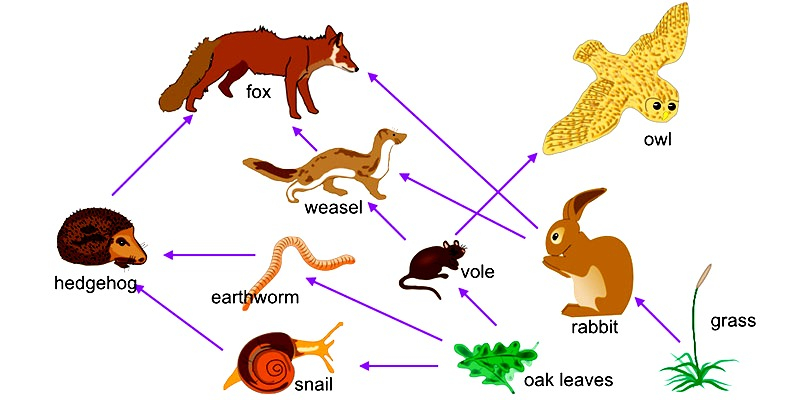 fox
owl
weasel
hedgehog
earthworm
vole
rabbit
grass
snail
oak leaves